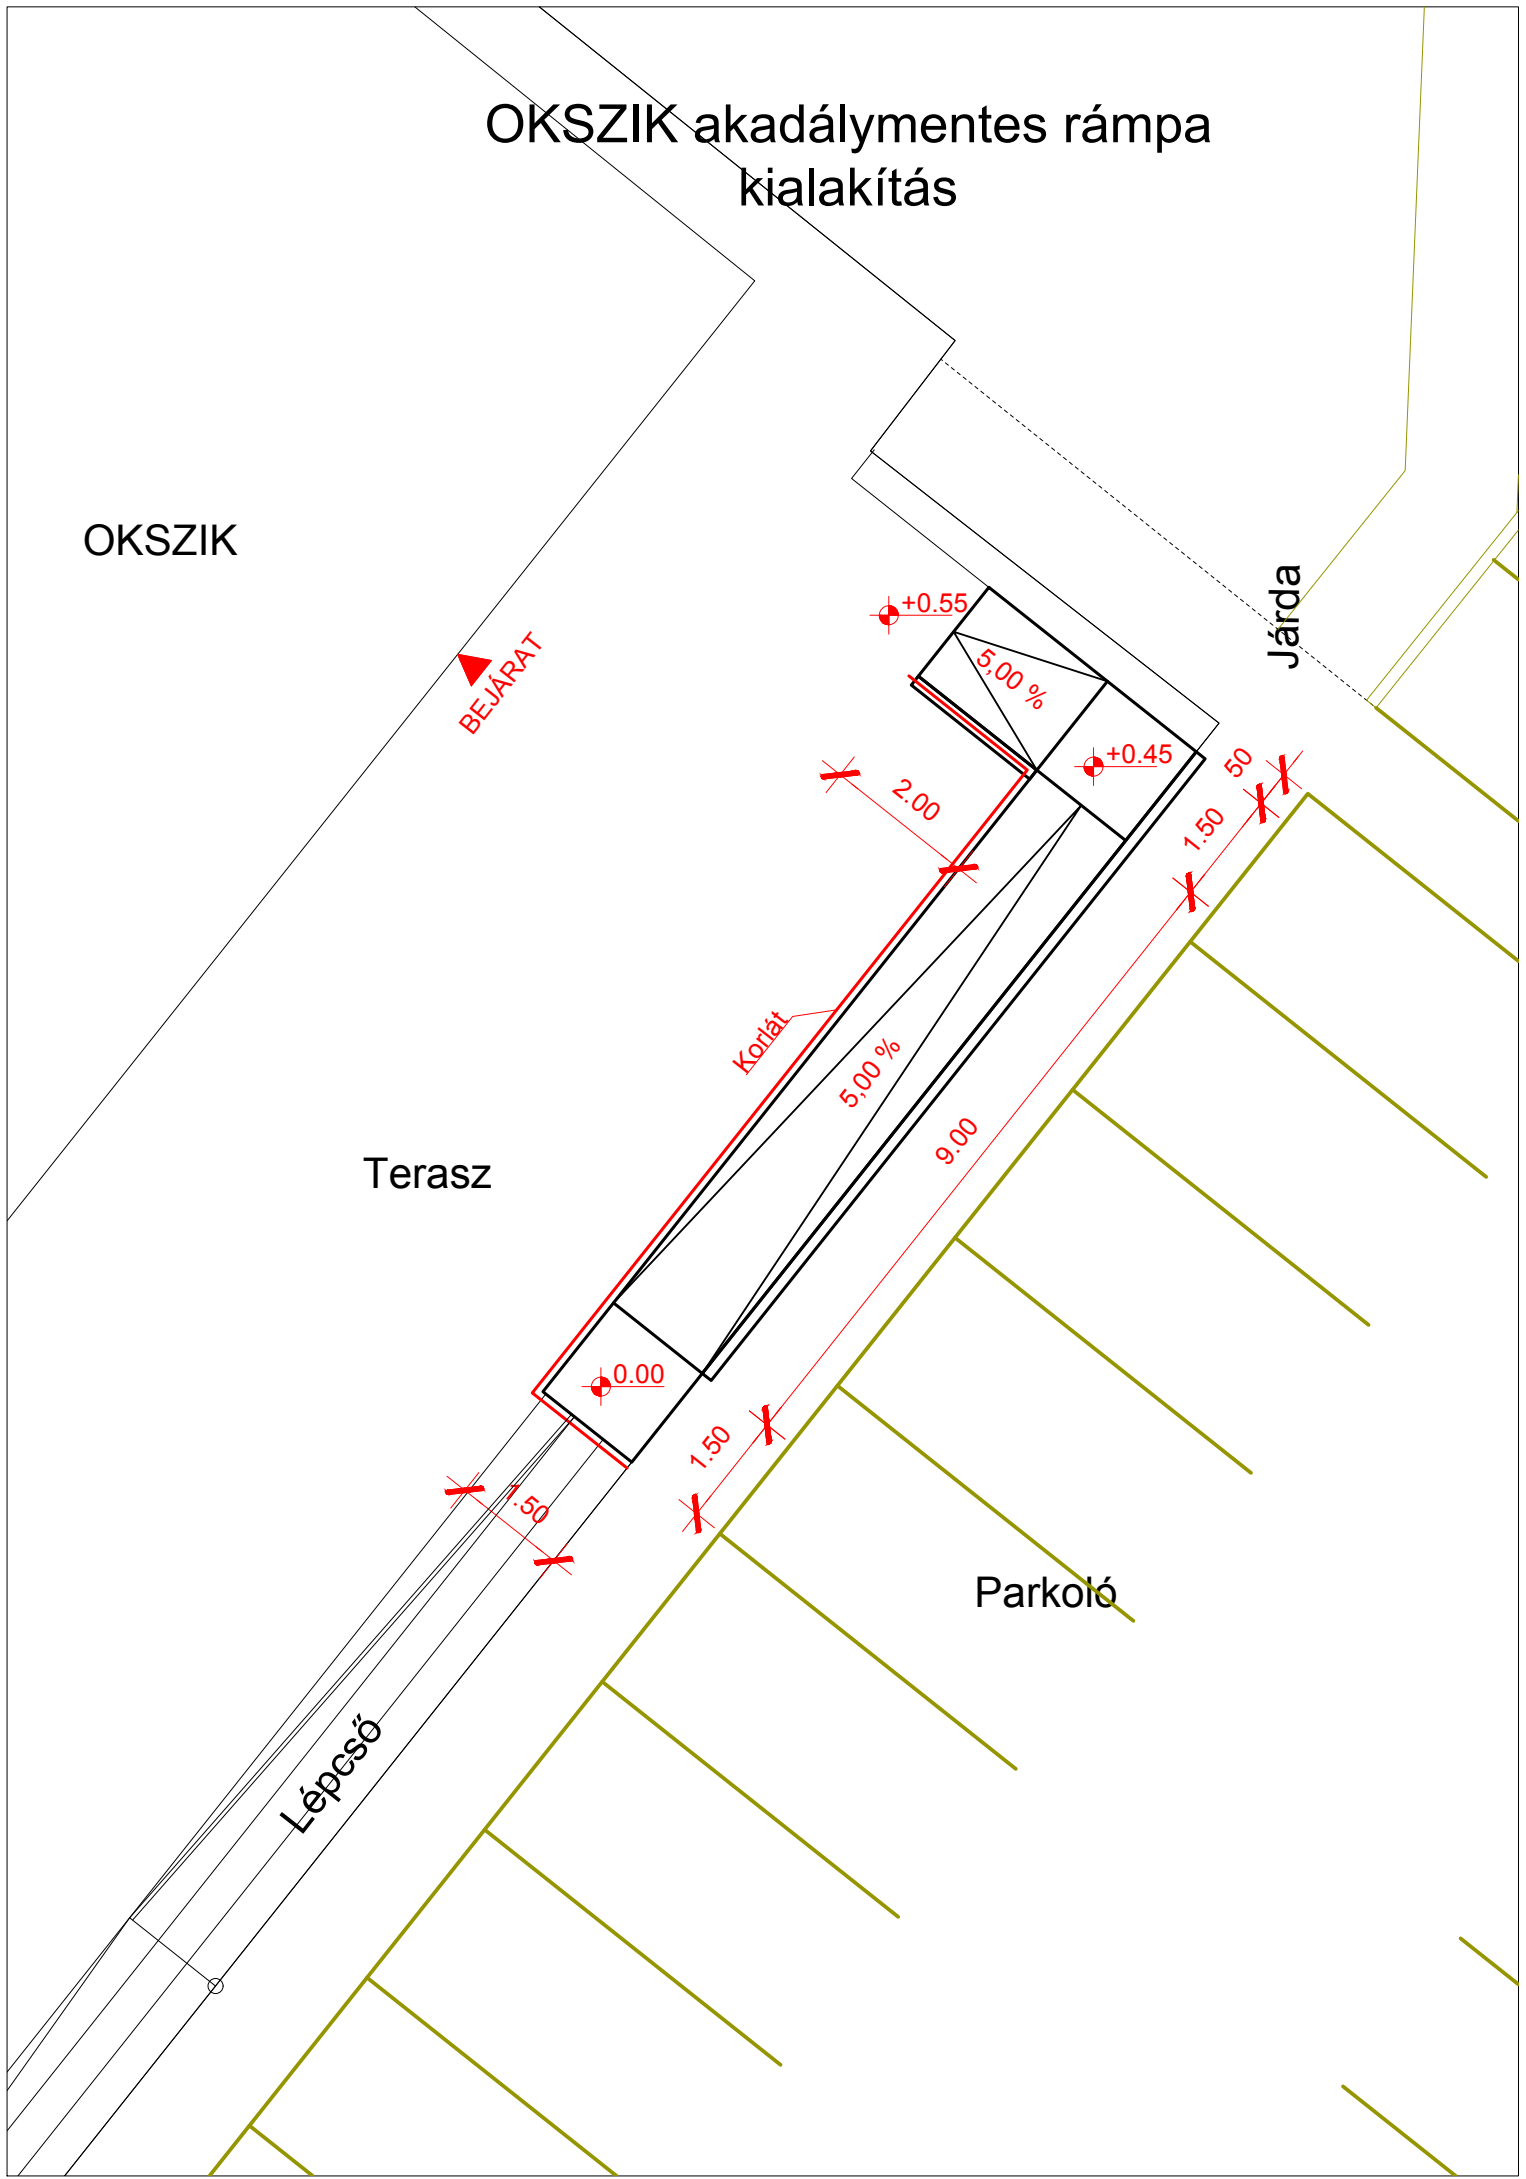 OKSZIK akadálymentes rámpa
kialakítás
OKSZIK
Járda
+0.55
5,00 %
BEJÁRAT
+0.45
50
2.00
1.50
Korlát
5,00 %
9.00
Terasz
0.00
1.50
1.50
Parkoló
Lépcső